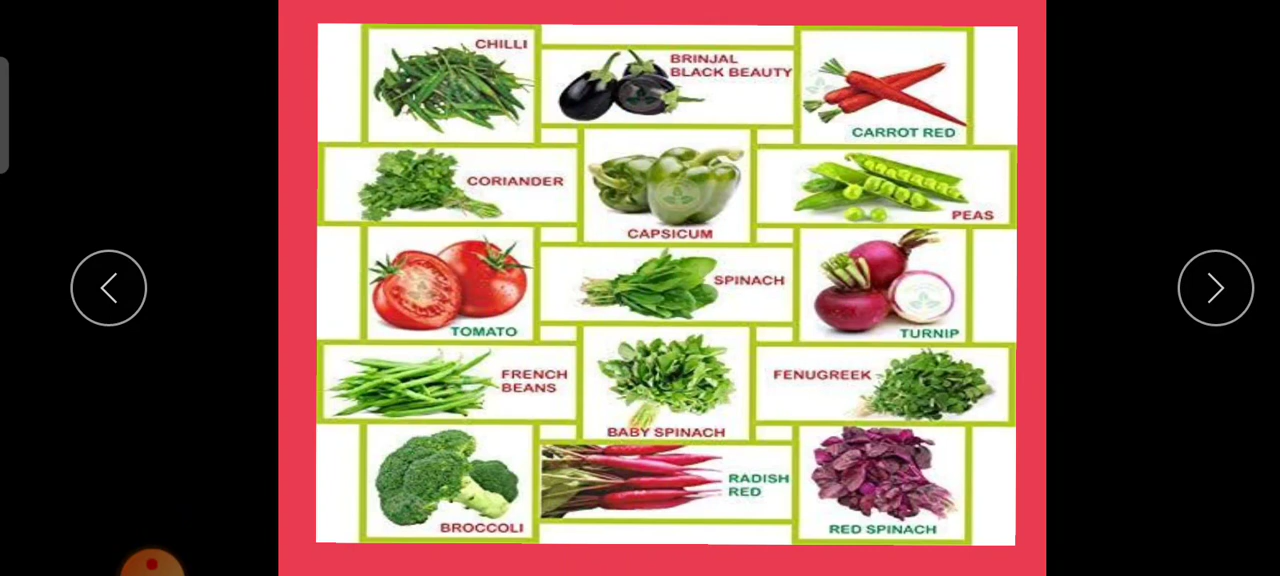 CHILLI
BRINJAL
BLACK BEAUTY
CARROT RED
CORIANDER
CAPSICUM
PEAS
TOMATO
SPINACH
TURNIP
FRENCH
BEANS
BABY SPINACH
FENUGREEK
BROCCOLI
RADISH
RED
RED SPINACH